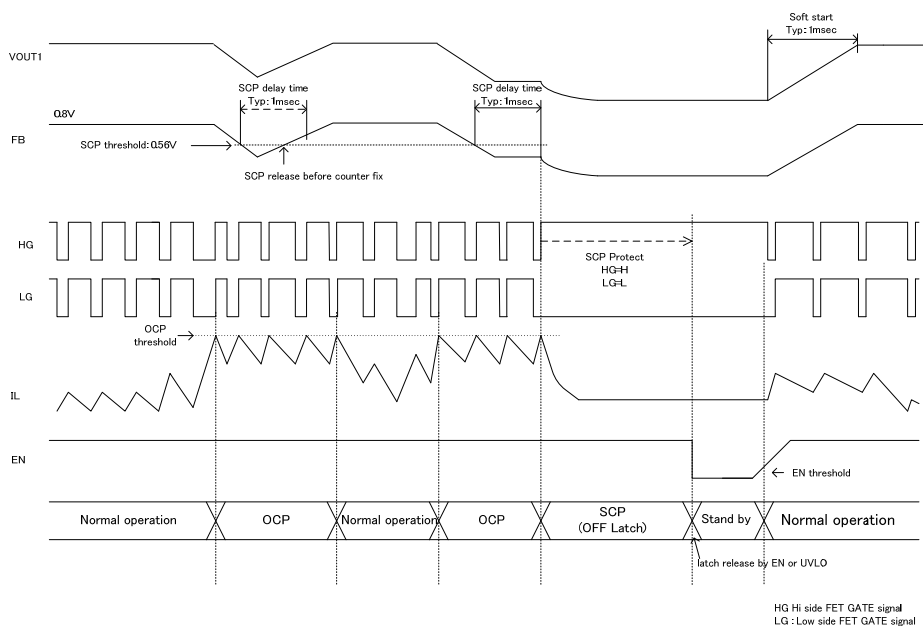 Soft start
Typ: 1msec
VOUT1
SCP delay time
Typ: 1msec
SCP delay time
Typ: 1msec
0.8V
FB
SCP threshold: 0.56V
SCP release before counter fix
HG
SCP Protect
HG=H
LG=L
LG
OCP
threshold
IL
EN
EN threshold
Normal operation
OCP
Normal operation
OCP
SCP
(OFF Latch)
Stand by
Normal operation
latch release by EN or UVLO
HG Hi side FET GATE signal
LG : Low side FET GATE signal